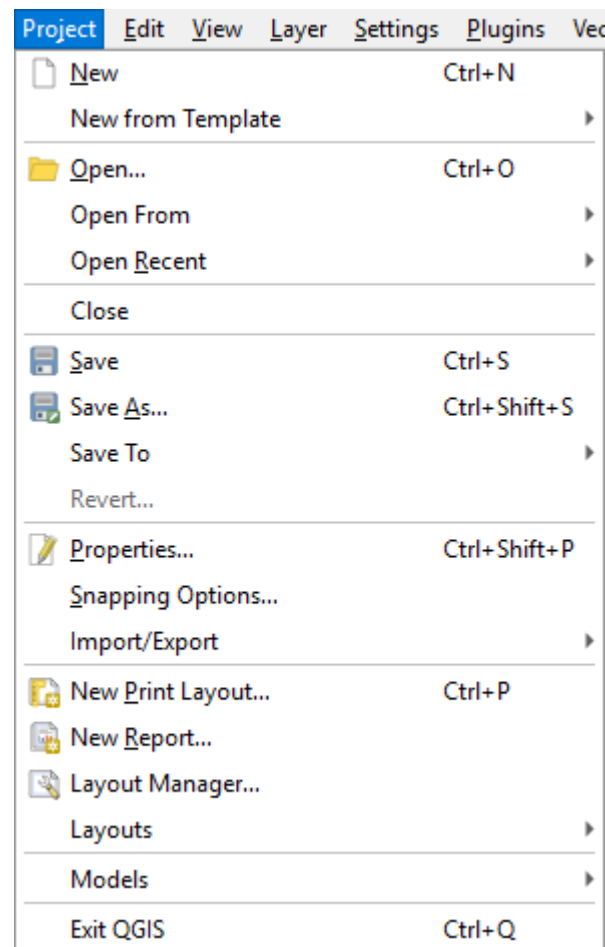 Project Edit View Layer Settings Plugins Vec
New Ctrl+N
New from Template
Open... Ctrl+O
Open From
Open Recent
Close
Save Ctrl+S
Save As... Ctrl+Shift+S
Save To
Revert...
Properties... Ctrl+Shift+P
Snapping Options...
Import/Export
New Print Layout... Ctrl+P
New Report...
Layout Manager...
Layouts
Models
Exit QGIS Ctrl+Q